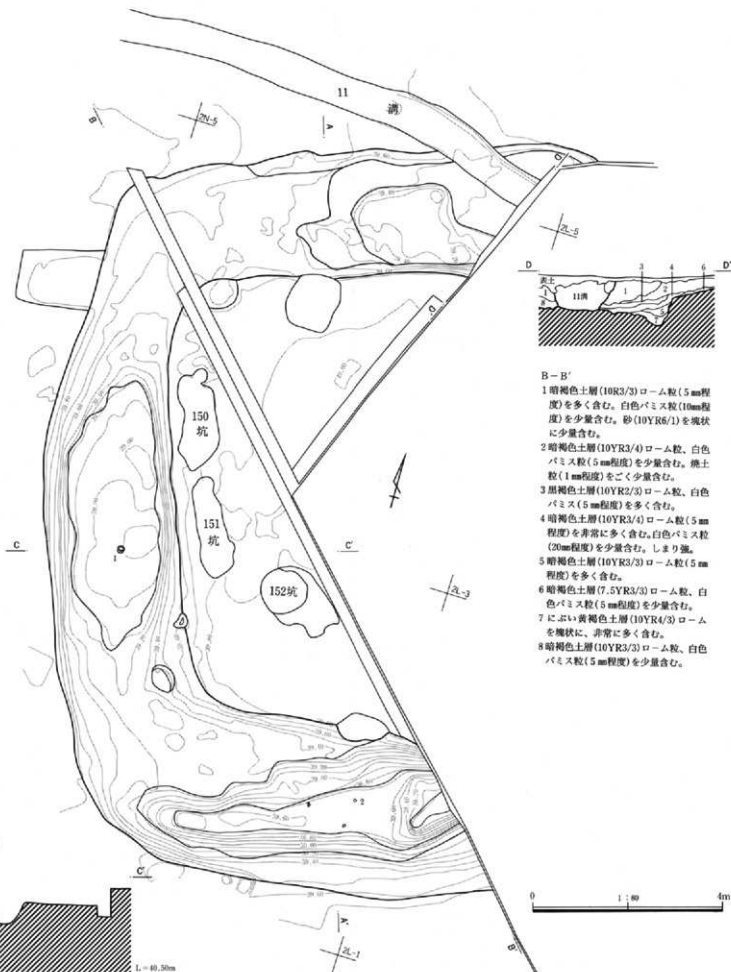 11
溝
B
2N-5
A
D
2L-5
D
3 4 6
D'
表土
1
11溝
1
2
8
B-B'
1 暗褐色土層(10R3/3)ローム粒(5㎜程
度)を多く含む。白色パミス粒(10㎜程
度)を少量含む。砂(10YR6/1)を塊状
に少量含む。
2 暗褐色土層(10YR3/4)ローム粒、白色
パミス粒(5㎜程度)を少量含む。焼土
粒(1㎜程度)をごく少量含む。
3 黒褐色土層(10YR2/3)ローム粒、白色
パミス(5㎜程度)を多く含む。
4 暗褐色土層(10YR3/4)ローム粒(5㎜
程度)を非常に多く含む。白色パミス粒
(20㎜程度)を少量含む。しまり強。
5 暗褐色土層(10YR3/3)ローム粒(5㎜
程度)を多く含む。
6 暗褐色土層(7.5YR3/3)ローム粒、白
色パミス粒(5㎜程度)を少量含む。
7 にぶい黄褐色土層(10YR4/3)ローム
を塊状に、非常に多く含む。
8 暗褐色土層(10YR3/3)ローム粒、白色
パミス粒(5㎜程度)を少量含む。
150
坑
151
坑
152坑
C
C'
1
2L-3
2
C'
A'
2L-1
B'
0 1:80 4m
L=40.50m